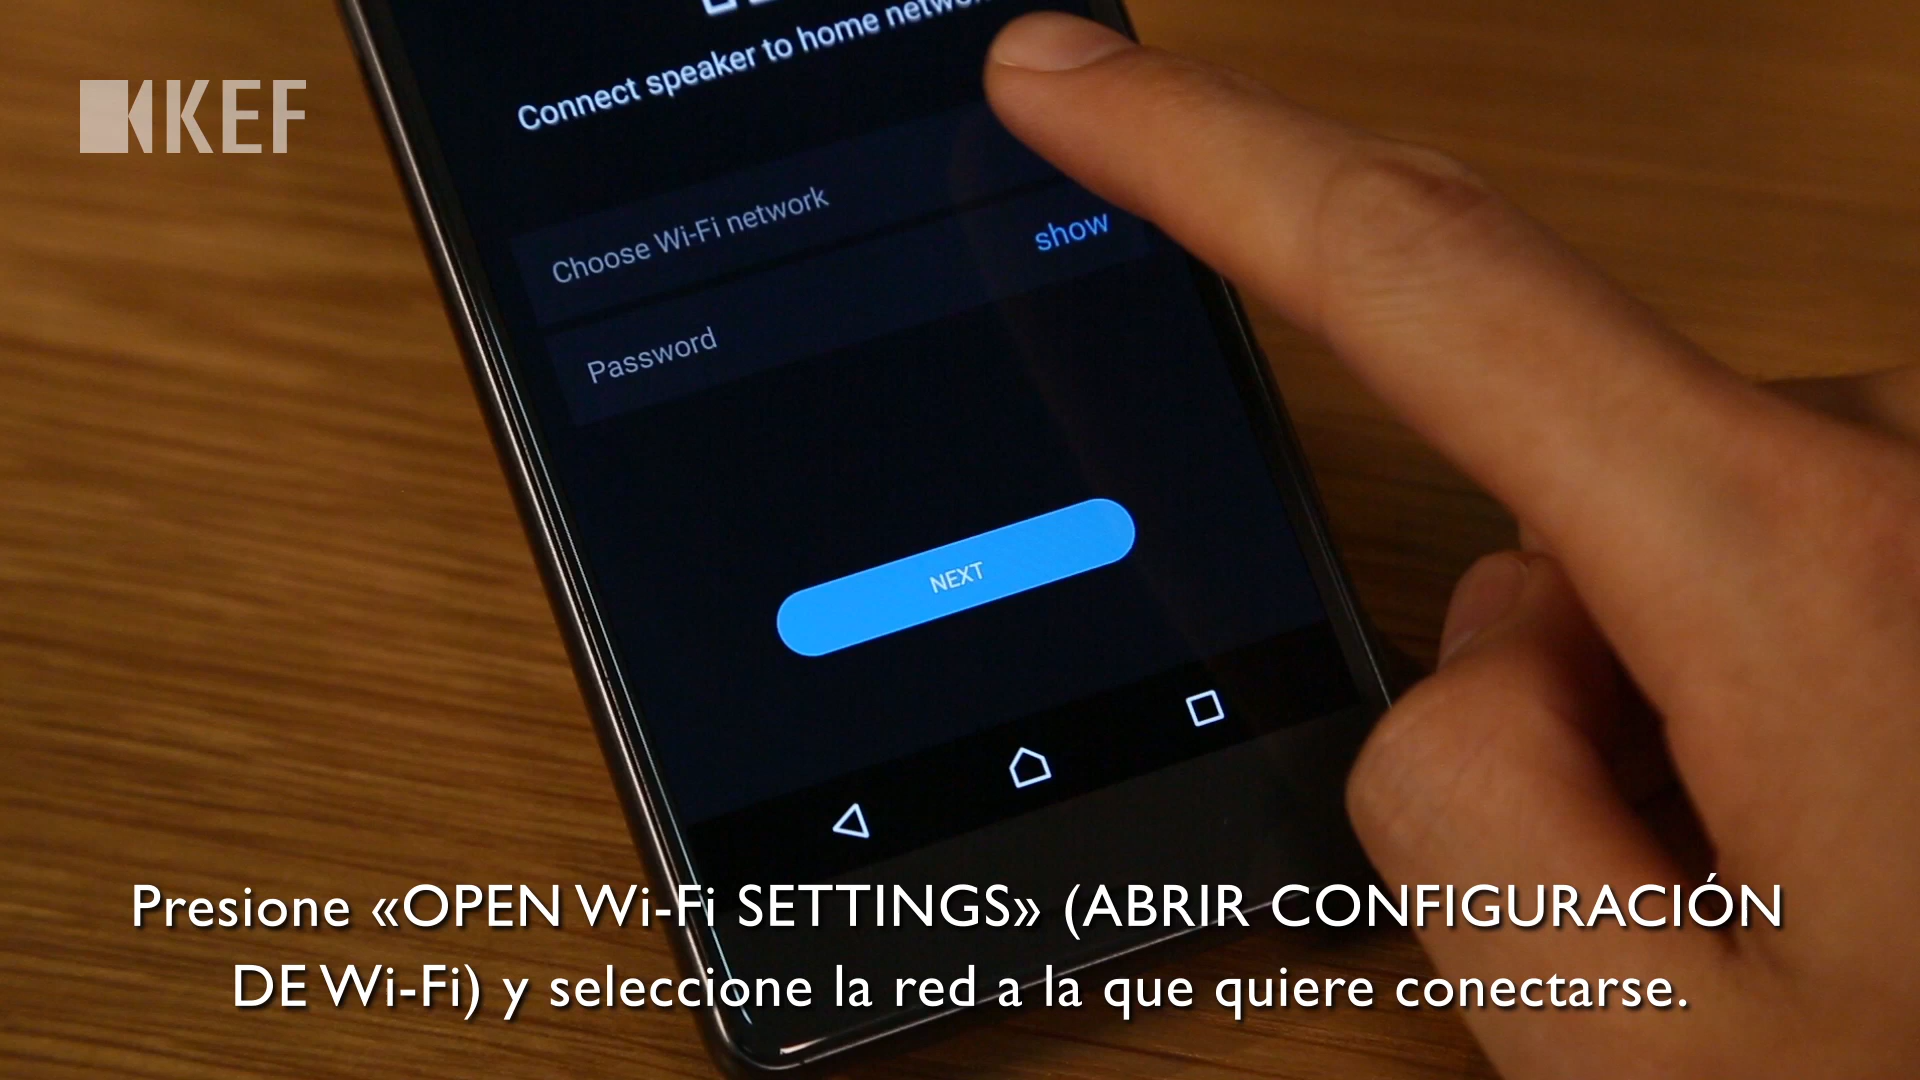 KEF
Connect speaker to home
Choose Wi-Fi network
show
Password
NEXT
Presione «OPEN Wi-Fi SETTINGS» (ABRIR CONFIGURACIÓN
DE Wi-Fi) y seleccione la red a la que quiere conectarse.